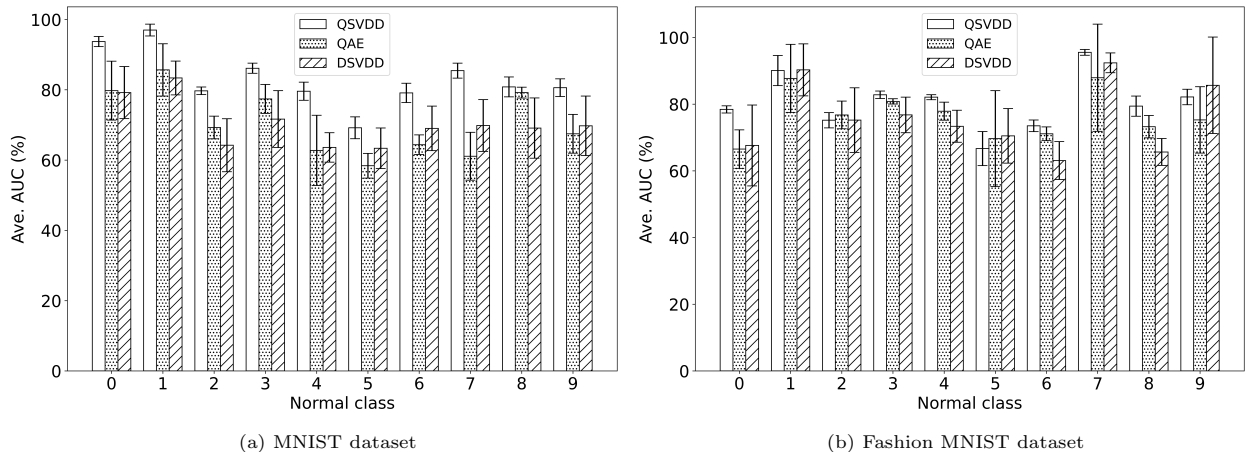 100
80
60
40
20
0
Ave. AUC (%)
QSVDD
QAE
DSVDD
0 1 2 3 4 5 6 7 8 9
Normal class
(a) MNIST dataset
100
80
60
40
20
0
Ave. AUC (%)
QSVDD
QAE
DSVDD
0 1 2 3 4 5 6 7 8 9
Normal class
(b) Fashion MNIST dataset